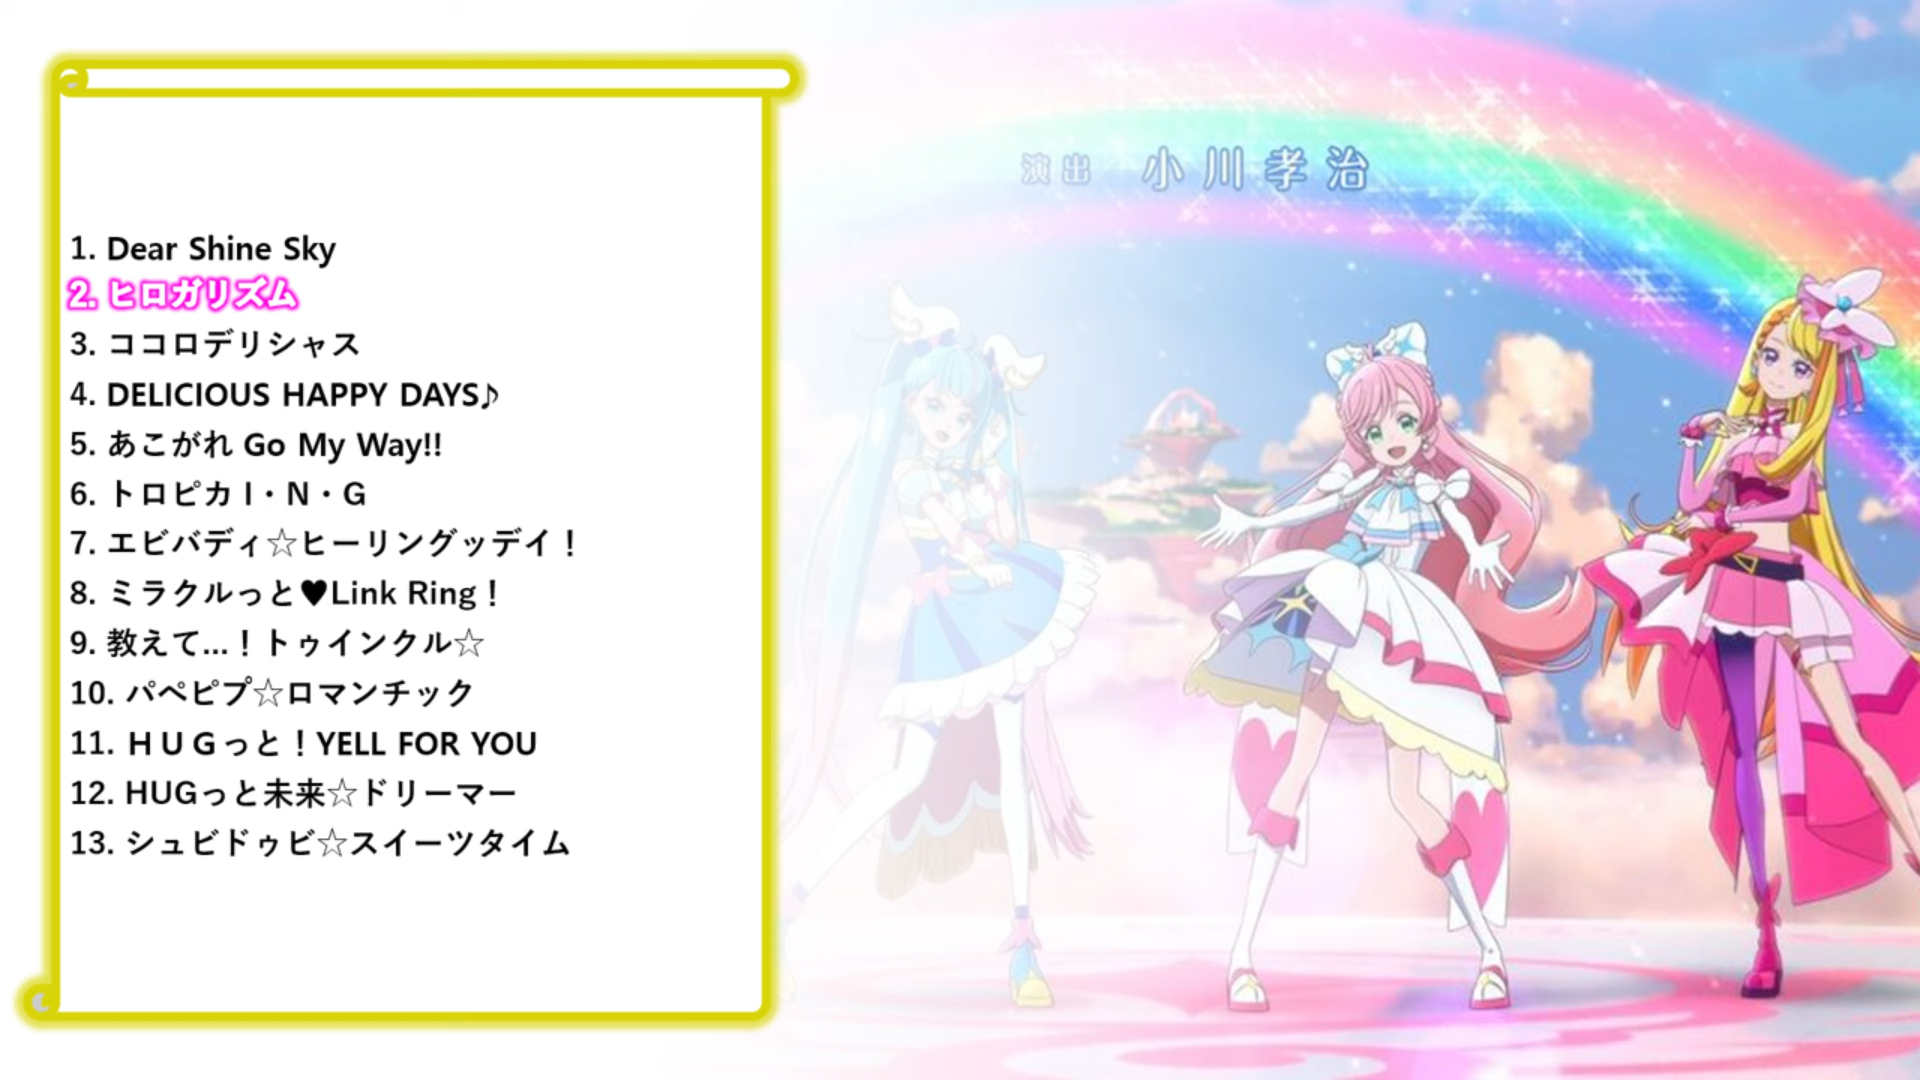 1. Dear Shine Sky
2. ヒロガリズム
3. ココロデリシャス
4. DELICIOUS HAPPY DAYS♪
5. あこがれ Go My Way!!
6. トロピカ I・N・G
7. エビバディ☆ヒーリングッデイ！
8. ミラクルっと♥Link Ring！
9. 教えて...！トゥインクル☆
10. パペピプ☆ロマンチック
11. ＨＵＧっと！YELL FOR YOU
12. HUGっと未来☆ドリーマー
13. シュビドゥビ☆スイーツタイム
演出 小川孝治